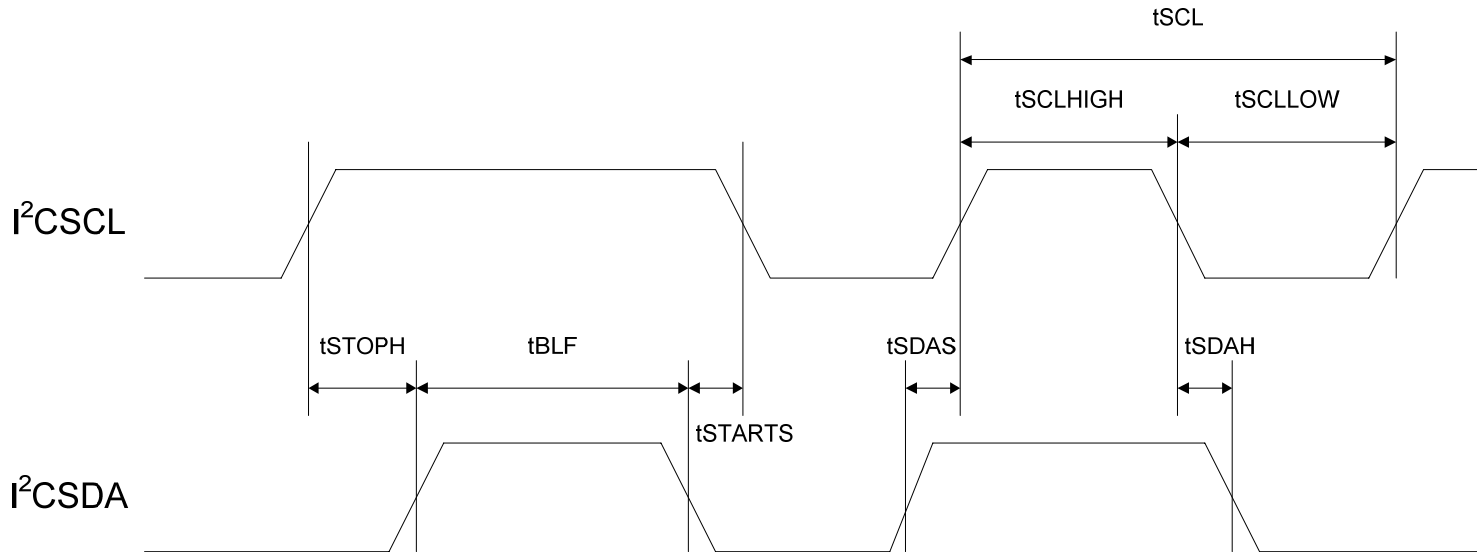 tSCL
tSCLHIGH tSCLLOW
I²CSCL
tSTOPH tBLF tSDAS tSDAH
tSTARTS
I²CSDA